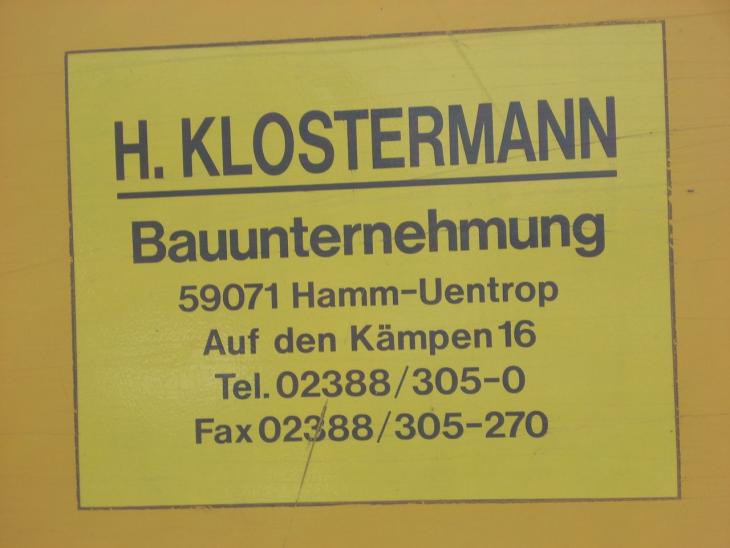 H. KLOSTERMANN
Bauunternehmung
59071 Hamm-Uentrop
Auf den Kämpen 16
Tel. 02388/305-0
Fax 02388/305-270